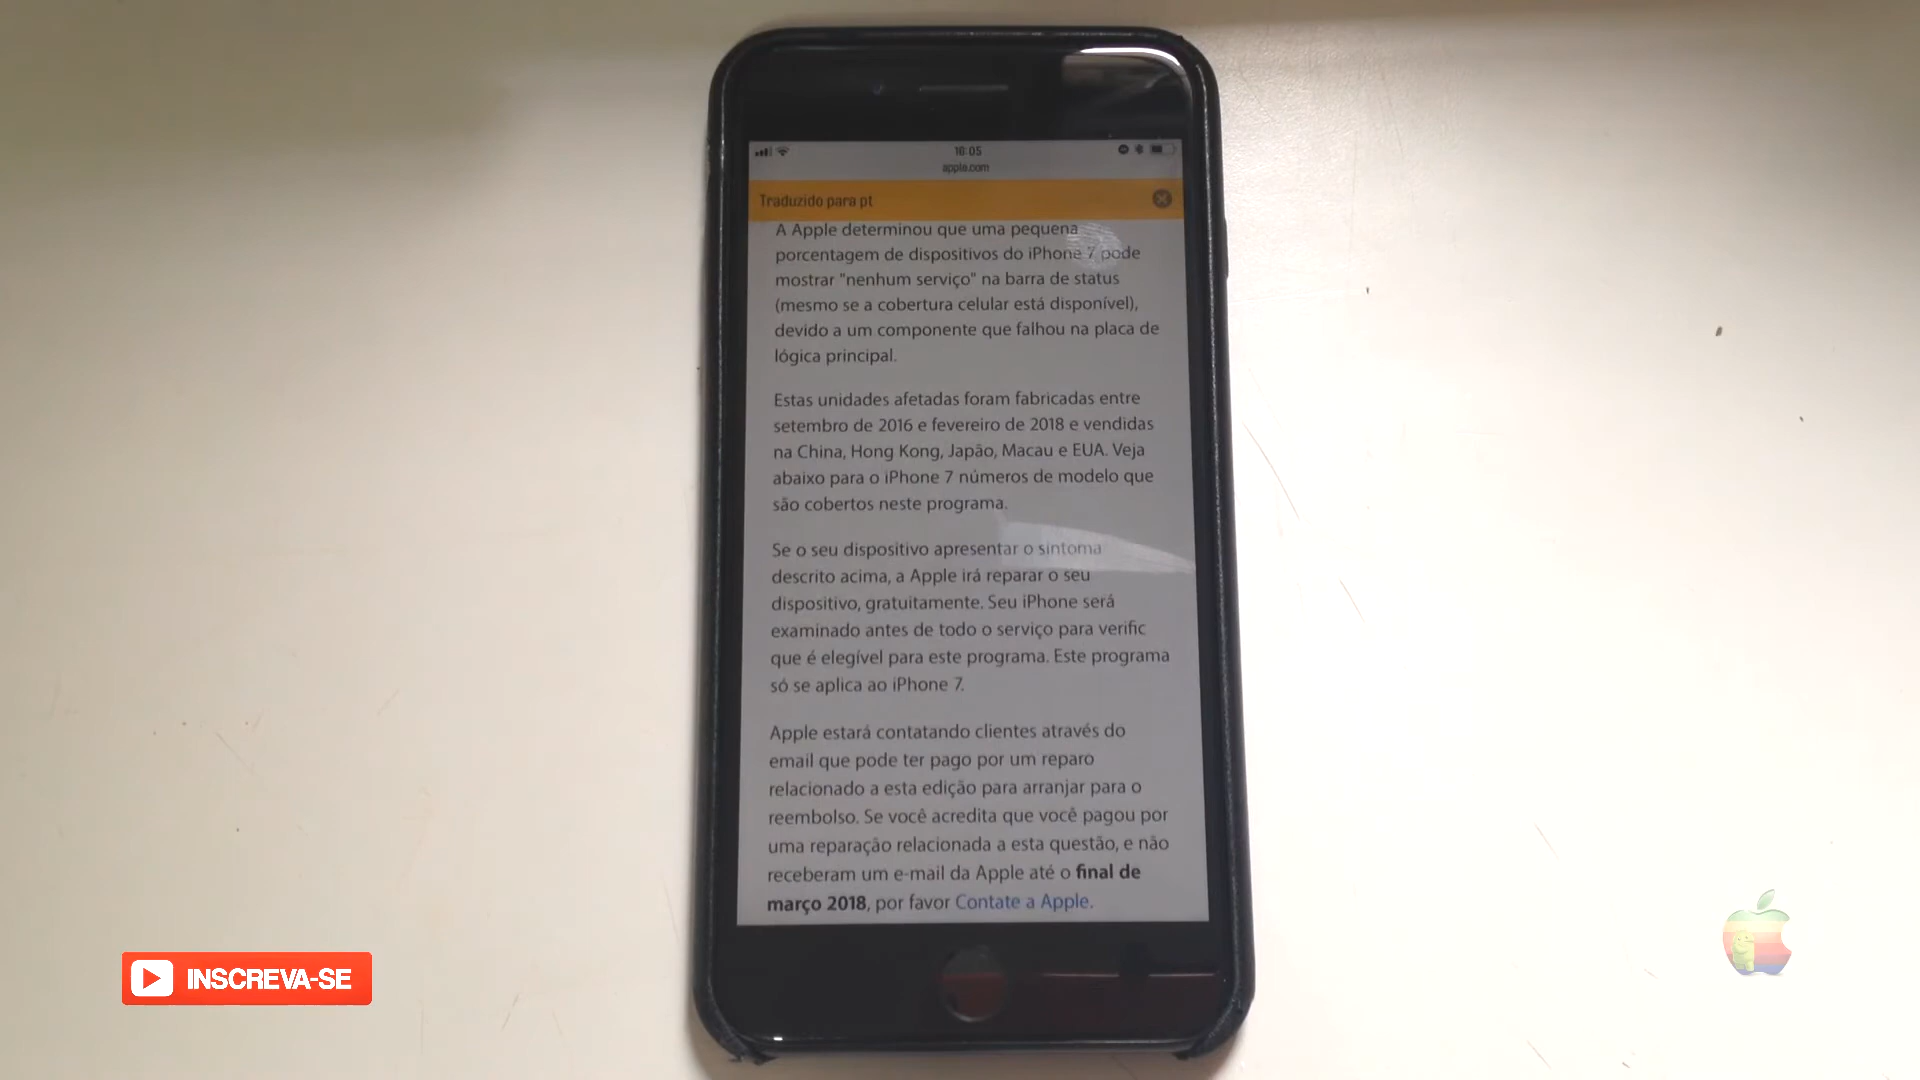 16:05
apple.com
Traduzido para pt
A Apple determinou que uma pequena
porcentagem de dispositivos do iPhone 7 pode
mostrar "nenhum serviço" na barra de status
(mesmo se a cobertura celular está disponível),
devido a um componente que falhou na placa de
lógica principal.
Estas unidades afetadas foram fabricadas entre
setembro de 2016 e fevereiro de 2018 e vendidas
na China, Hong Kong, Japão, Macau e EUA. Veja
abaixo para o iPhone 7 números de modelo que
são cobertos neste programa.
Se o seu dispositivo apresentar o sintoma
descrito acima, a Apple irá reparar o seu
dispositivo, gratuitamente. Seu iPhone será
examinado antes de todo o serviço para verific
que é elegível para este programa. Este programa
só se aplica ao iPhone 7.
Apple estará contatando clientes através do
email que pode ter pago por um reparo
relacionado a esta edição para arranjar para o
reembolso. Se você acredita que você pagou por
uma reparação relacionada a esta questão, e não
receberam um e-mail da Apple até o final de
março 2018, por favor Contate a Apple.
INSCREVA-SE